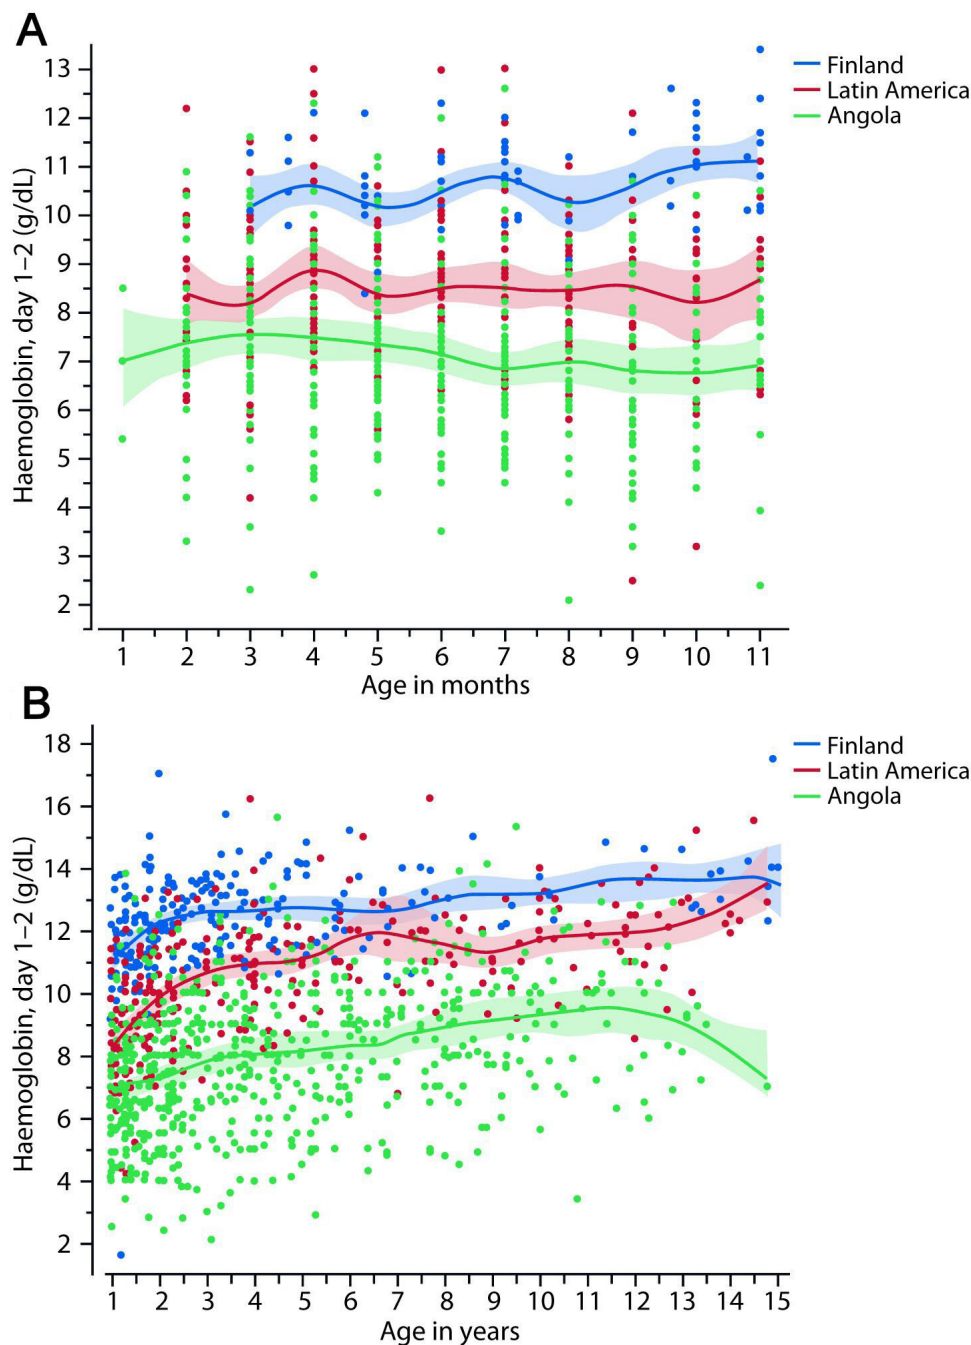 A
Haemoglobin, day 1–2 (g/dL)
13
12
11
10
9
8
7
6
5
4
3
2
1 2 3 4 5 6 7 8 9 10 11
Age in months
Finland
Latin America
Angola
B
Haemoglobin, day 1–2 (g/dL)
18
16
14
12
10
8
6
4
2
1 2 3 4 5 6 7 8 9 10 11 12 13 14 15
Age in years
Finland
Latin America
Angola